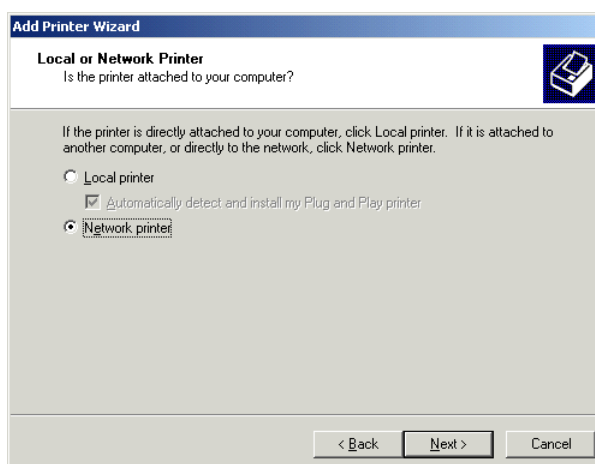 Add Printer Wizard
Local or Network Printer
Is the printer attached to your computer?
If the printer is directly attached to your computer, click Local printer. If it is attached to
another computer, or directly to the network, click Network printer.
Local printer
Automatically detect and install my Plug and Play printer
Network printer
< Back Next > Cancel